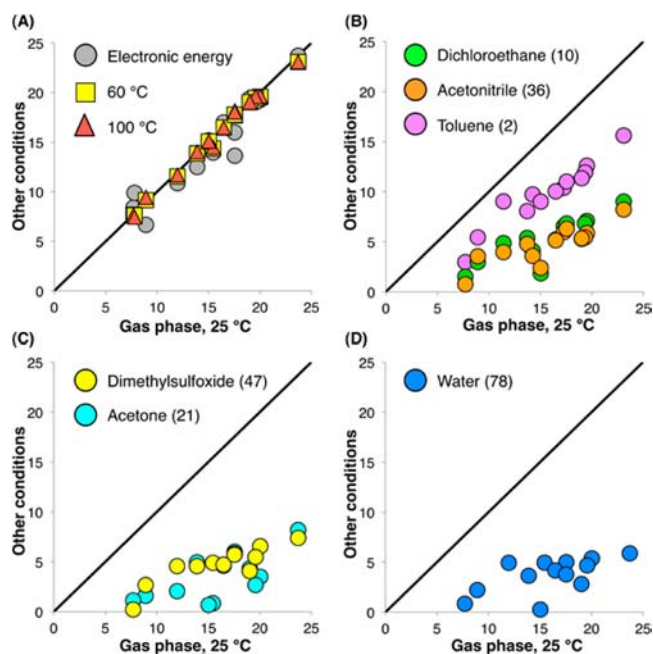 (A)
25
20
15
10
5
0
Other conditions
Electronic energy
60 °C
100 °C
0 5 10 15 20 25
Gas phase, 25 °C
(B)
25
20
15
10
5
0
Other conditions
Dichloroethane (10)
Acetonitrile (36)
Toluene (2)
0 5 10 15 20 25
Gas phase, 25 °C
(C)
25
20
15
10
5
0
Other conditions
Dimethylsulfoxide (47)
Acetone (21)
0 5 10 15 20 25
Gas phase, 25 °C
(D)
25
20
15
10
5
0
Other conditions
Water (78)
0 5 10 15 20 25
Gas phase, 25 °C